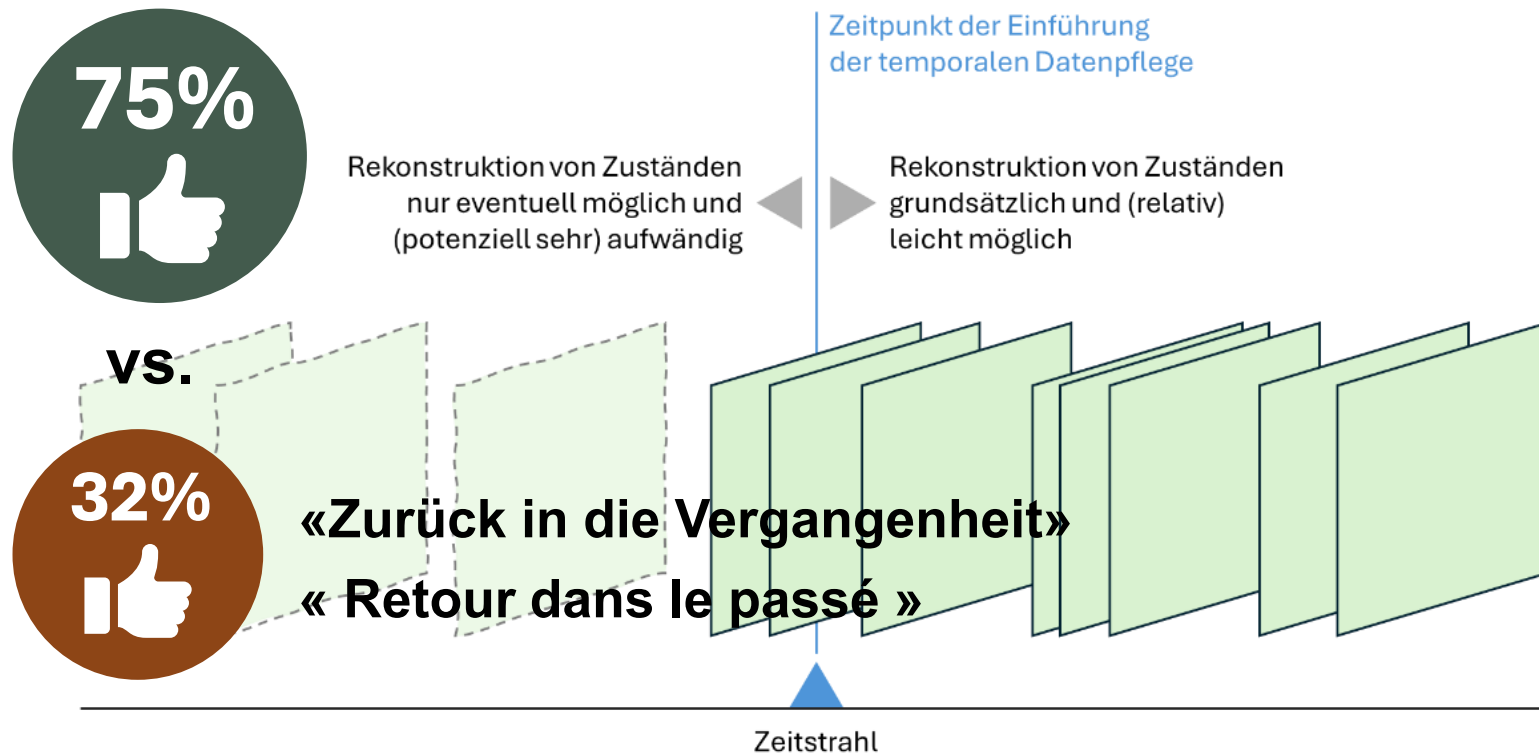 75%
Zeitpunkt der Einführung
der temporalen Datenpflege
Rekonstruktion von Zuständen
nur eventuell möglich und
(potenziell sehr) aufwändig
Rekonstruktion von Zuständen
grundsätzlich und (relativ)
leicht möglich
vs.
32%
«Zurück in die Vergangenheit»
« Retour dans le passé »
Zeitstrahl